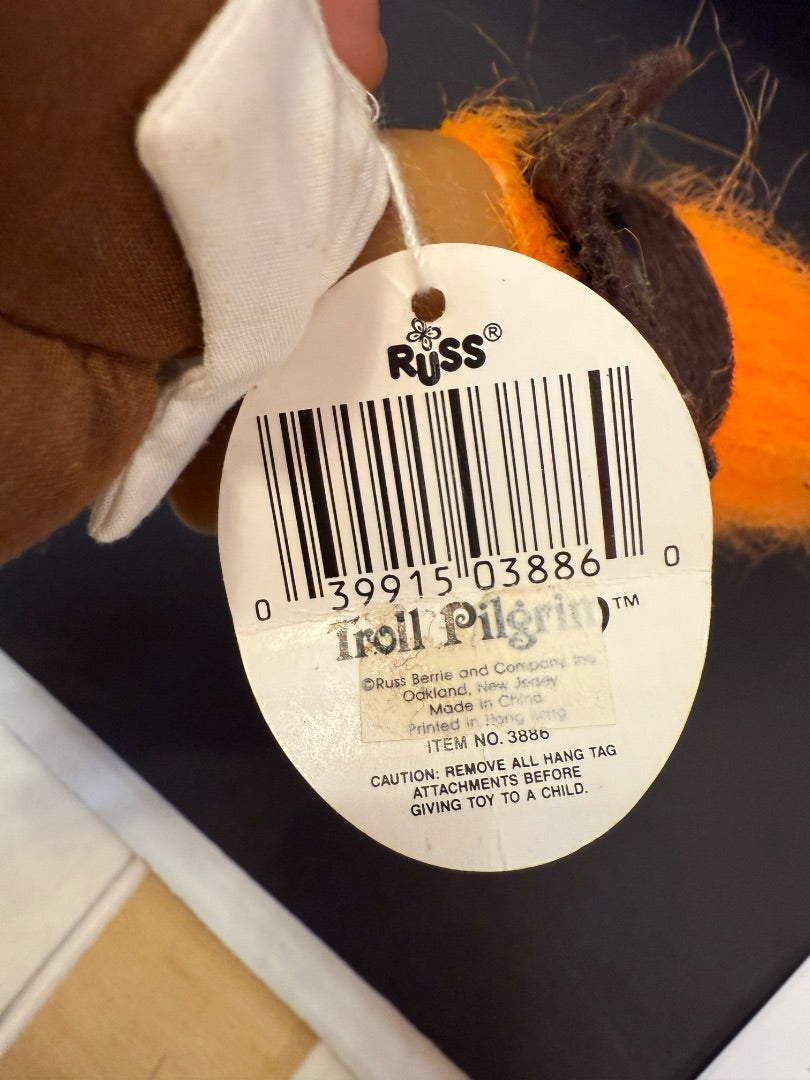 RUSS®
0 39915 03886 0
Troll Pilgrim™
©Russ Berrie and Company, Inc.
Oakland, New Jersey
Made in China
Printed in Hong Kong
ITEM NO. 3886
CAUTION: REMOVE ALL HANG TAG
ATTACHMENTS BEFORE
GIVING TOY TO A CHILD.